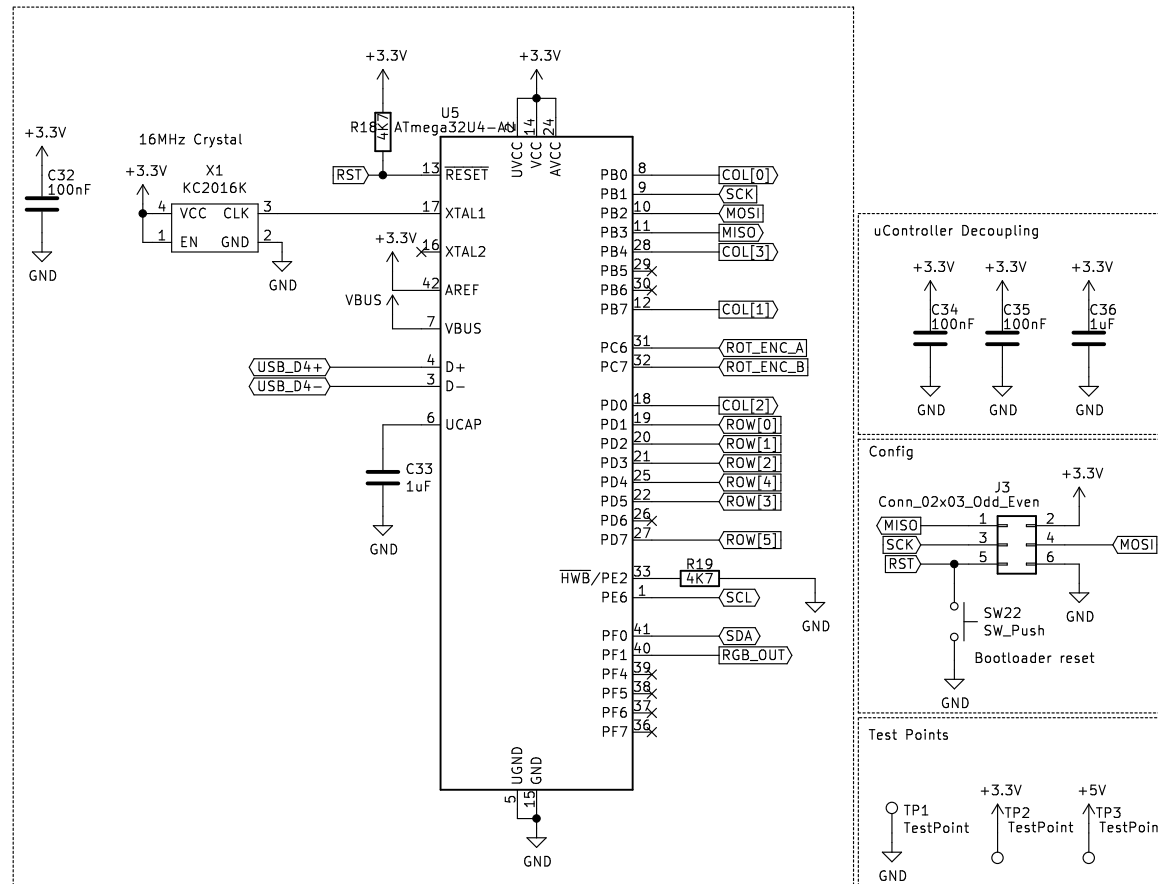 +3.3V
C32
100nF
GND
16MHz Crystal
+3.3V
X1
KC2016K
4 VCC CLK 3
1 EN GND 2
GND
+3.3V
R18
4K7
RST
+3.3V
U5
ATmega32U4-AU
2 14 24
UVCC VCC AVCC
13 RESET
17 XTAL1
16 XTAL2
+3.3V
42 AREF
VBUS
7 VBUS
USB_D4+ 4 D+
USB_D4- 3 D-
6 UCAP
C33
1uF
GND
PB0 8 COL[0]
PB1 9 SCK
PB2 10 MOSI
PB3 11 MISO
PB4 28 COL[3]
PB5 29
PB6 30
PB7 12 COL[1]
PC6 31 ROT_ENC_A
PC7 32 ROT_ENC_B
PD0 18 COL[2]
PD1 19 ROW[0]
PD2 20 ROW[1]
PD3 21 ROW[2]
PD4 25 ROW[4]
PD5 22 ROW[3]
PD6 26
PD7 27 ROW[5]
HWB/PE2 33 R19
4K7
GND
PE6 1 SCL
PF0 41 SDA
PF1 40 RGB_OUT
PF4 39
PF5 38
PF6 37
PF7 36
UGND GND
5 15
GND
uController Decoupling
+3.3V +3.3V +3.3V
C34 C35 C36
100nF 100nF 1uF
GND GND GND
Config
J3
Conn_02x03_Odd_Even
+3.3V
MISO 1 2
SCK 3 4 MOSI
RST 5 6
GND
SW22
SW_Push
Bootloader reset
GND
Test Points
+3.3V +5V
TP1 TP2 TP3
TestPoint TestPoint TestPoin
GND